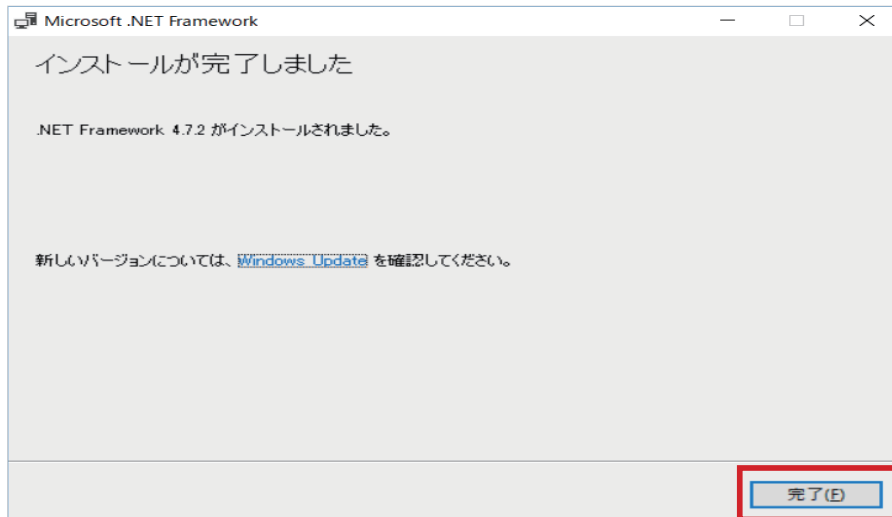 Microsoft .NET Framework
インストールが完了しました
.NET Framework 4.7.2 がインストールされました。
新しいバージョンについては、Windows Update を確認してください。
完了(F)